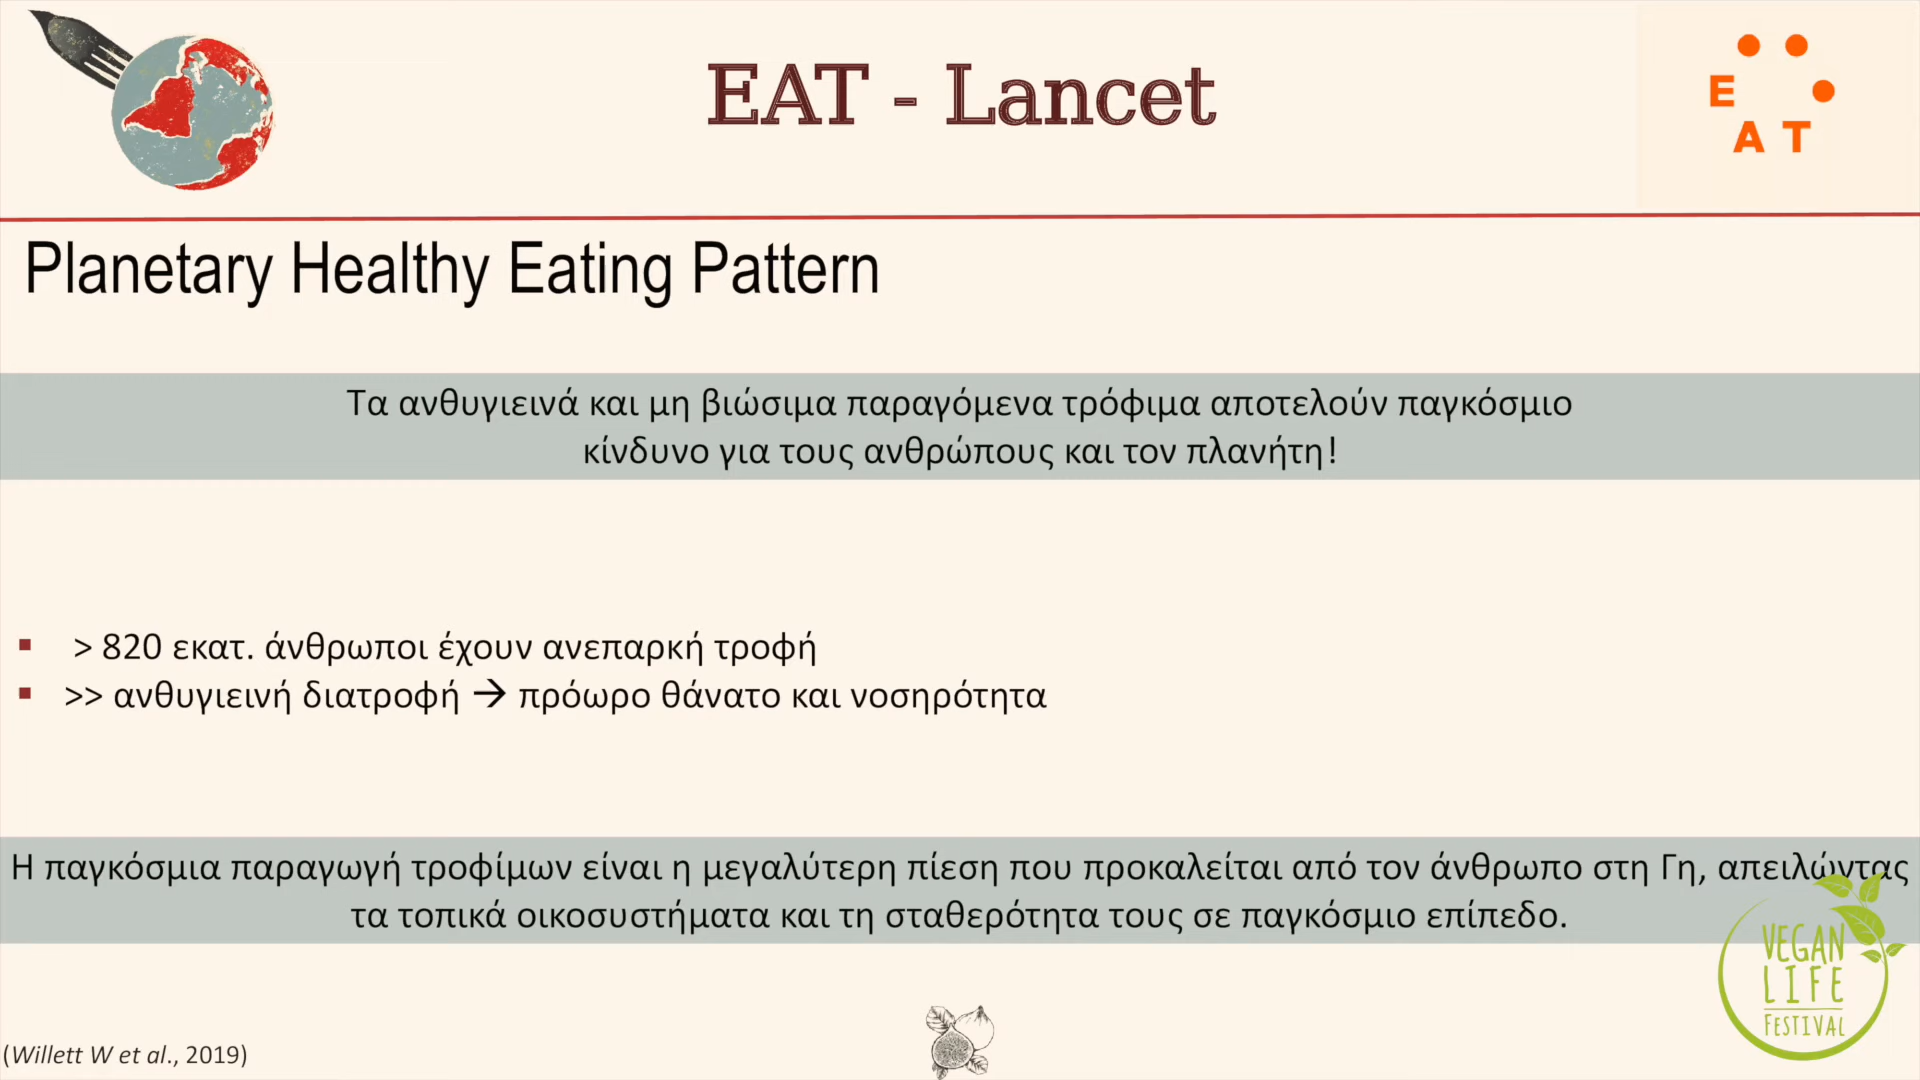 EAT - Lancet
E
A T
Planetary Healthy Eating Pattern
Τα ανθυγιεινά και μη βιώσιμα παραγόμενα τρόφιμα αποτελούν παγκόσμιο
κίνδυνο για τους ανθρώπους και τον πλανήτη!
▪ > 820 εκατ. άνθρωποι έχουν ανεπαρκή τροφή
▪ >> ανθυγιεινή διατροφή → πρόωρο θάνατο και νοσηρότητα
Η παγκόσμια παραγωγή τροφίμων είναι η μεγαλύτερη πίεση που προκαλείται από τον άνθρωπο στη Γη, απειλώντας
τα τοπικά οικοσυστήματα και τη σταθερότητα τους σε παγκόσμιο επίπεδο.
VEGAN
LIFE
FESTIVAL
(Willett W et al., 2019)